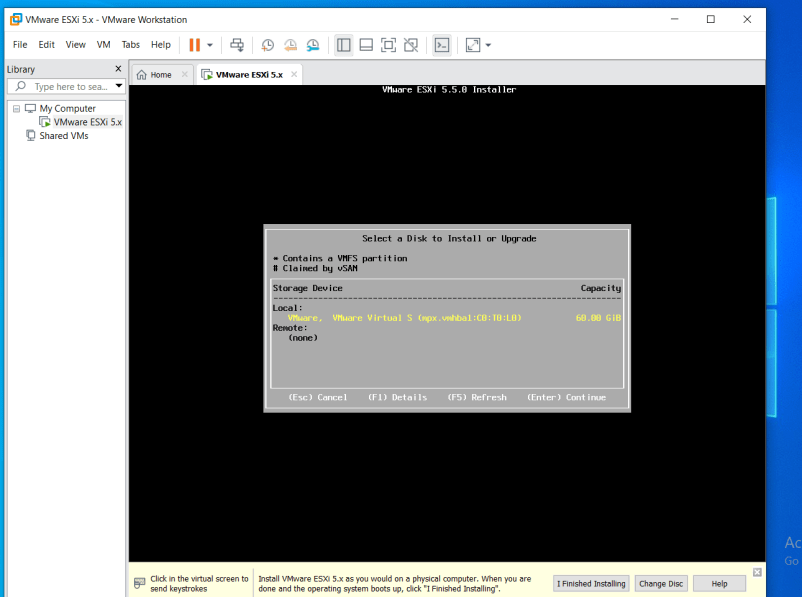 VMware ESXi 5.x - VMware Workstation
File Edit View VM Tabs Help
Library
Type here to sea...
Home
VMware ESXi 5.x
My Computer
VMware ESXi 5.x
Shared VMs
VMware ESXi 5.5.0 Installer
Select a Disk to Install or Upgrade
* Contains a VMFS partition
# Claimed by vSAN
Storage Device Capacity
Local:
VMware, VMware Virtual S (mpx.vmhba1:C0:T0:L0) 60.00 GiB
Remote:
(none)
(Esc) Cancel (F1) Details (F5) Refresh (Enter) Continue
Click in the virtual screen to
send keystrokes
Install VMware ESXi 5.x as you would on a physical computer. When you are
done and the operating system boots up, click "I Finished Installing".
I Finished Installing Change Disc Help
Ac
Go